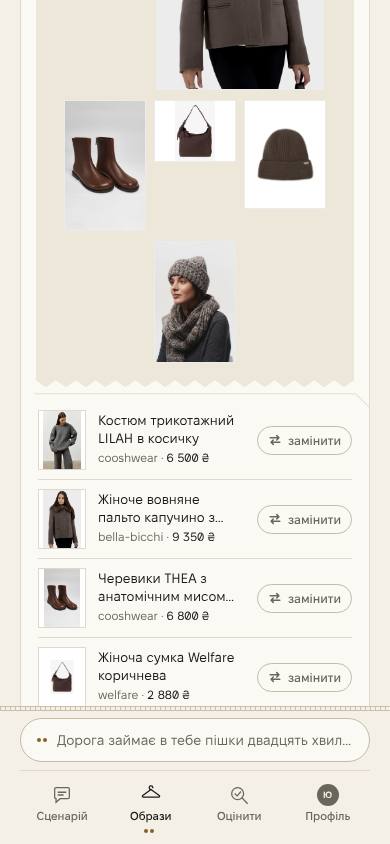 Костюм трикотажний
LILAH в косичку
cooshwear · 6 500 ₴
замінити
Жіноче вовняне
пальто капучино з...
bella-bicchi · 9 350 ₴
замінити
Черевики THEA з
анатомічним мисом...
cooshwear · 6 800 ₴
замінити
Жіноча сумка Welfare
коричнева
welfare · 2 880 ₴
замінити
Дорога займає в тебе пішки двадцять хвил...
Сценарій
Образи
Оцінити
Ю
Профіль